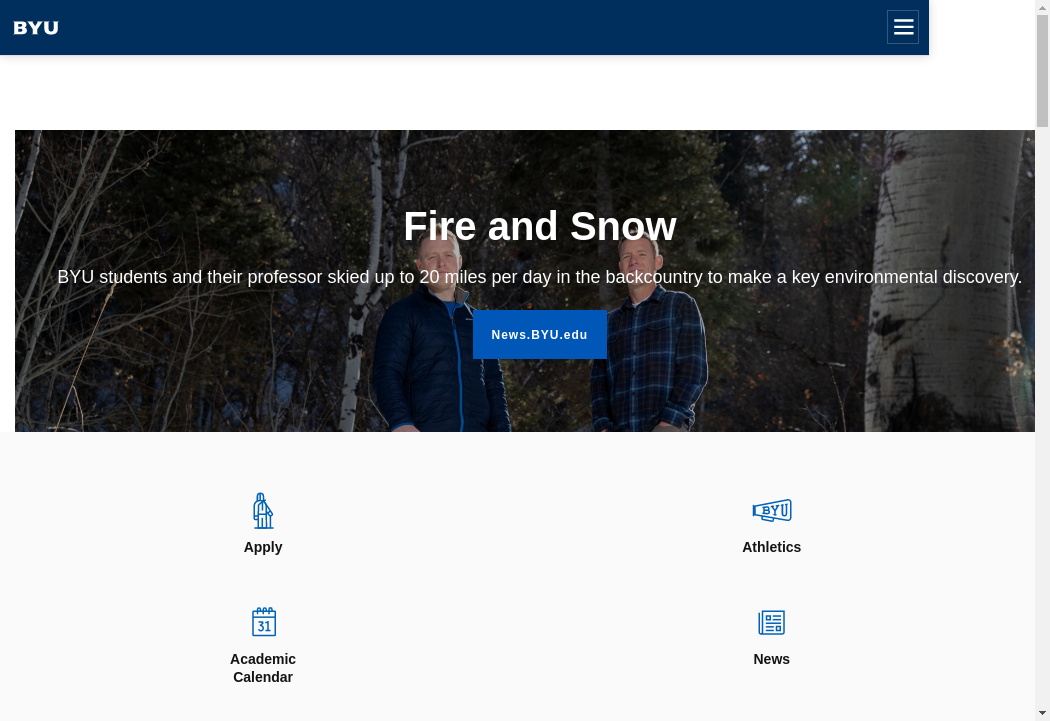 BYU
Fire and Snow
BYU students and their professor skied up to 20 miles per day in the backcountry to make a key environmental discovery.
News.BYU.edu
BYU
Apply
Athletics
31
Academic
Calendar
News